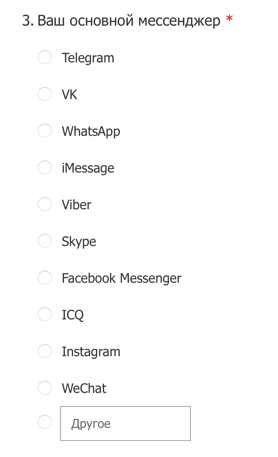 3. Ваш основной мессенджер *
Telegram
VK
WhatsApp
iMessage
Viber
Skype
Facebook Messenger
ICQ
Instagram
WeChat
Другое